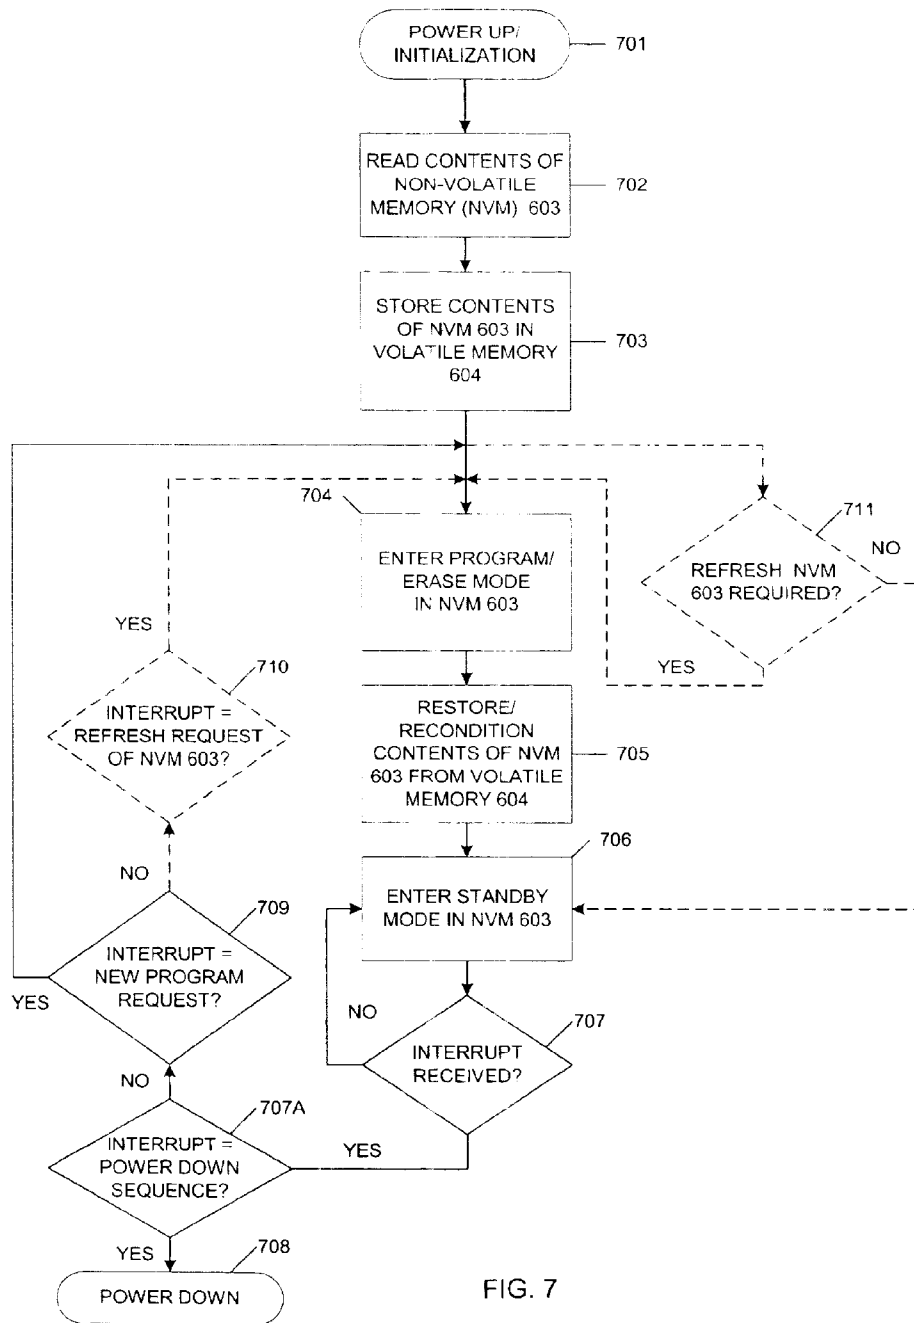 POWER UP/
INITIALIZATION
701
READ CONTENTS OF
NON-VOLATILE
MEMORY (NVM) 603
702
STORE CONTENTS
OF NVM 603 IN
VOLATILE MEMORY
604
703
704
ENTER PROGRAM/
ERASE MODE
IN NVM 603
711
REFRESH NVM
603 REQUIRED?
NO
YES
YES
710
INTERRUPT =
REFRESH REQUEST
OF NVM 603?
RESTORE/
RECONDITION
CONTENTS OF NVM
603 FROM VOLATILE
MEMORY 604
705
706
ENTER STANDBY
MODE IN NVM 603
NO
709
INTERRUPT =
NEW PROGRAM
REQUEST?
YES
NO
707
INTERRUPT
RECEIVED?
NO
707A
INTERRUPT =
POWER DOWN
SEQUENCE?
YES
YES
708
POWER DOWN
FIG. 7